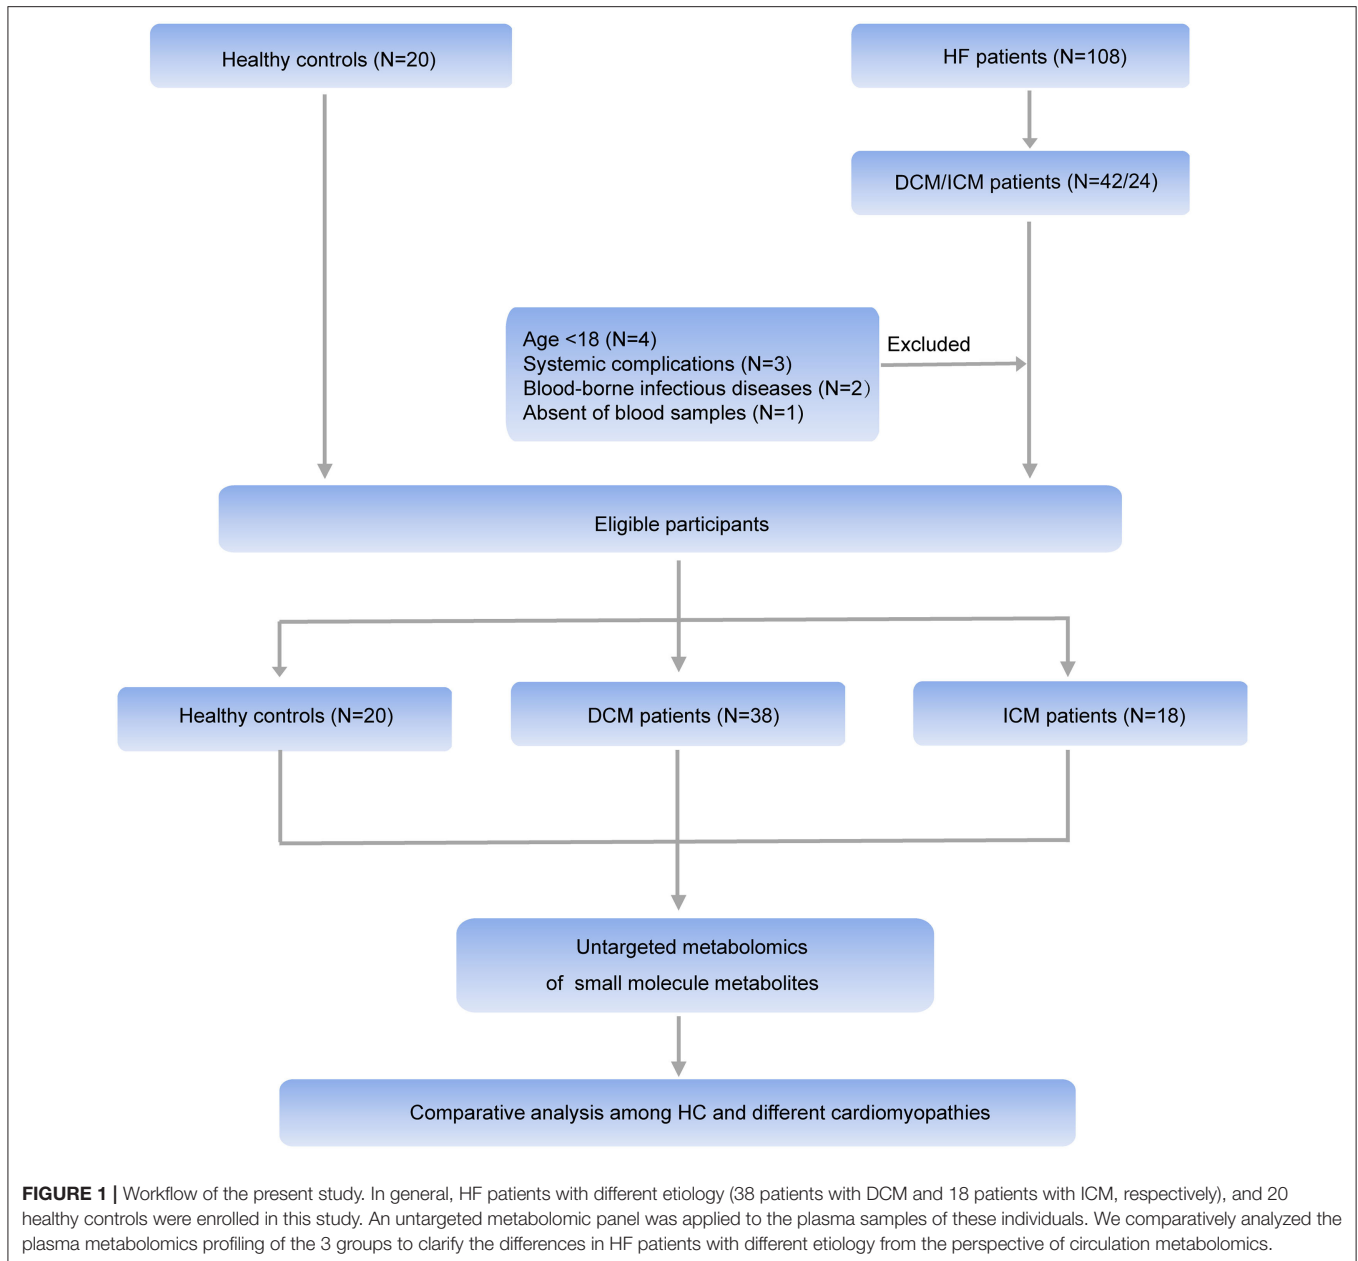 Healthy controls (N=20)
HF patients (N=108)
DCM/ICM patients (N=42/24)
Age <18 (N=4)
Systemic complications (N=3)
Blood-borne infectious diseases (N=2）
Absent of blood samples (N=1)
Excluded
Eligible participants
Healthy controls (N=20)
DCM patients (N=38)
ICM patients (N=18)
Untargeted metabolomics
of small molecule metabolites
Comparative analysis among HC and different cardiomyopathies
FIGURE 1 | Workflow of the present study. In general, HF patients with different etiology (38 patients with DCM and 18 patients with ICM, respectively), and 20
healthy controls were enrolled in this study. An untargeted metabolomic panel was applied to the plasma samples of these individuals. We comparatively analyzed the
plasma metabolomics profiling of the 3 groups to clarify the differences in HF patients with different etiology from the perspective of circulation metabolomics.